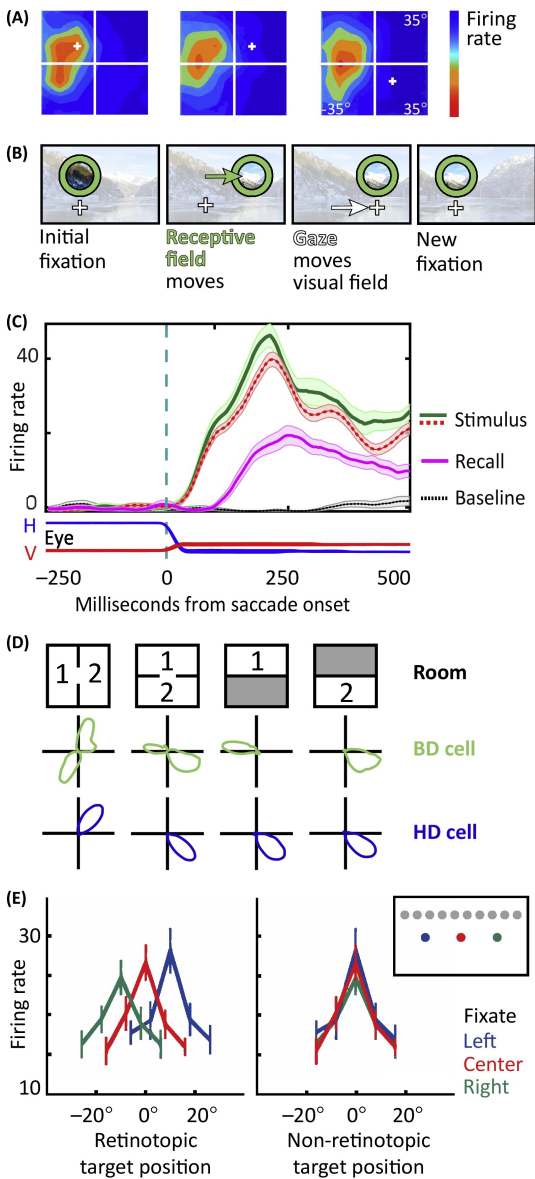 (A)
35°
-35°
35°
Firing
rate
(B)
Initial
fixation
Receptive
field
moves
Gaze
moves
visual field
New
fixation
(C)
Firing rate
40
0
Stimulus
Recall
Baseline
H
Eye
V
–250
0
250
500
Milliseconds from saccade onset
(D)
1 2
1
2
1
2
Room
BD cell
HD cell
(E)
Firing rate
30
10
–20° 0° 20°
Retinotopic
target position
–20° 0° 20°
Non-retinotopic
target position
Fixate
Left
Center
Right